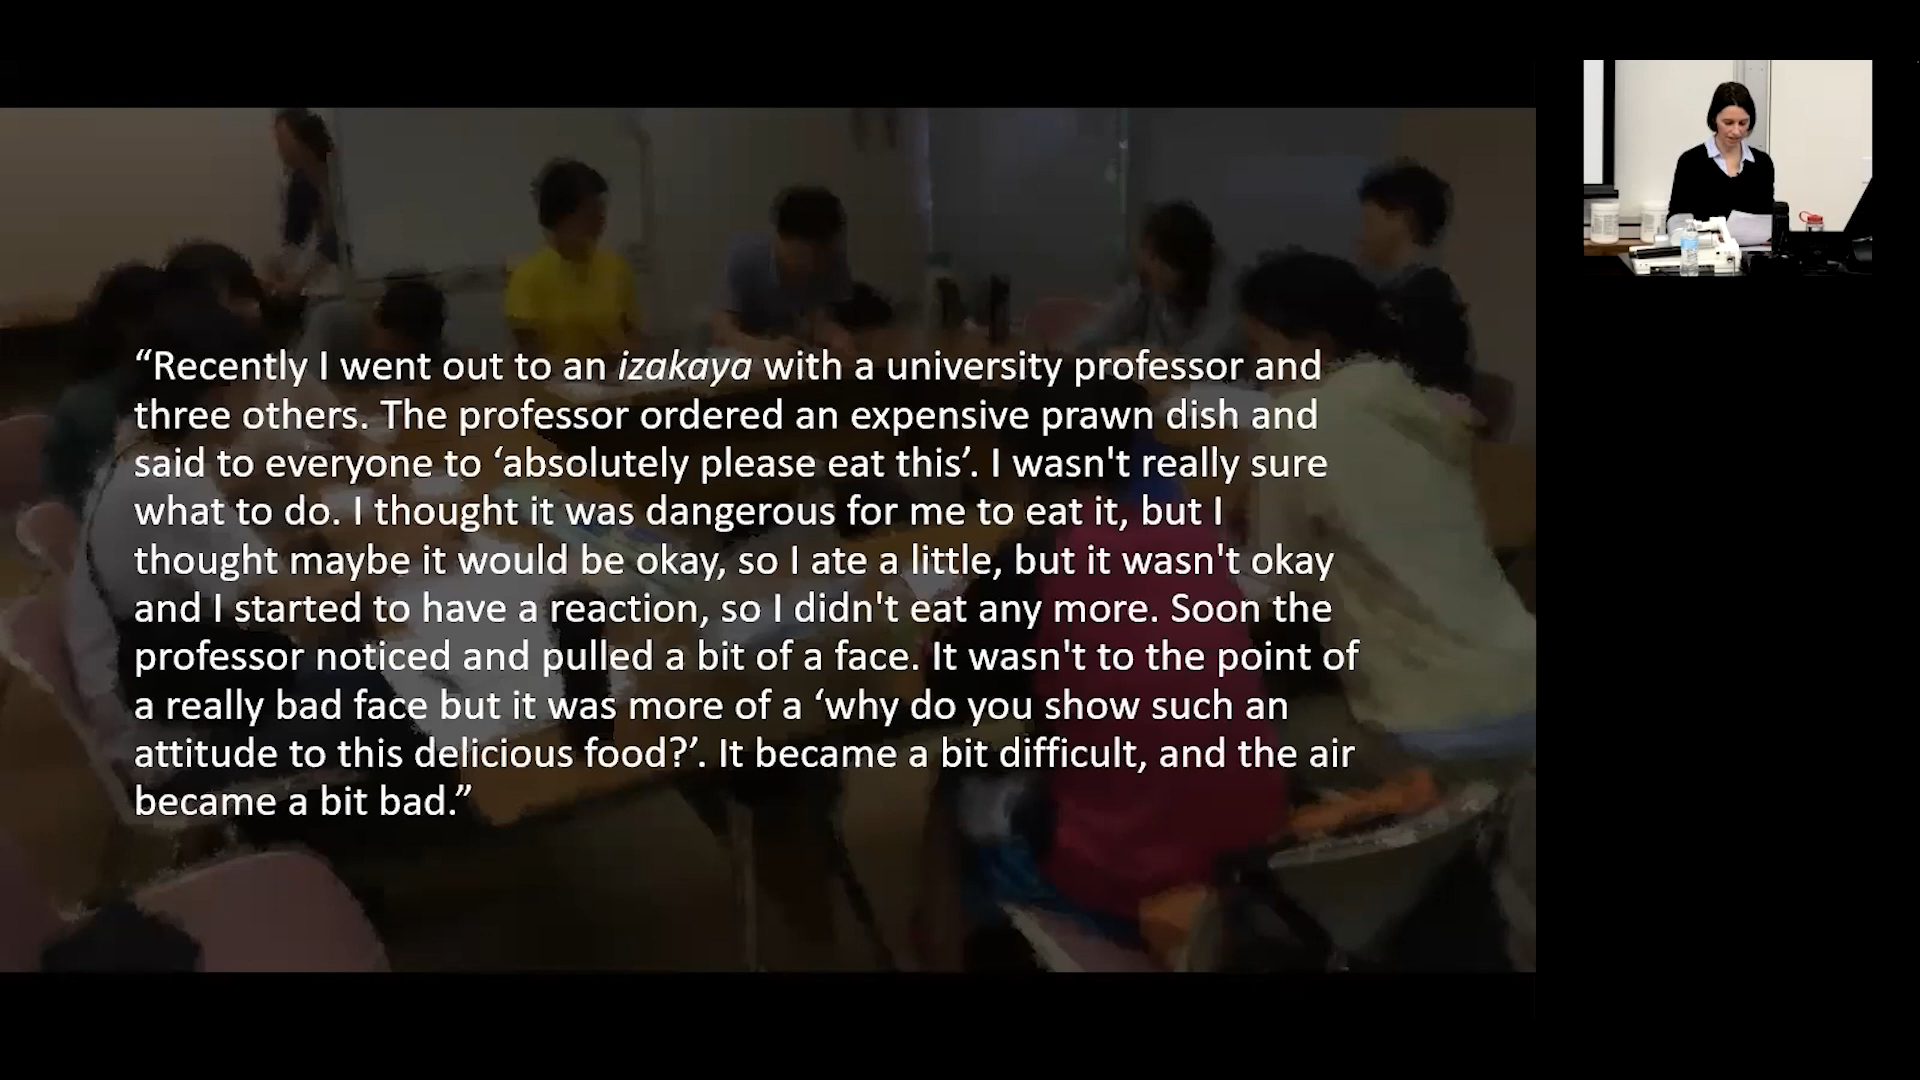 “Recently I went out to an izakaya with a university professor and
three others. The professor ordered an expensive prawn dish and
said to everyone to ‘absolutely please eat this’. I wasn't really sure
what to do. I thought it was dangerous for me to eat it, but I
thought maybe it would be okay, so I ate a little, but it wasn't okay
and I started to have a reaction, so I didn't eat any more. Soon the
professor noticed and pulled a bit of a face. It wasn't to the point of
a really bad face but it was more of a ‘why do you show such an
attitude to this delicious food?’. It became a bit difficult, and the air
became a bit bad.”